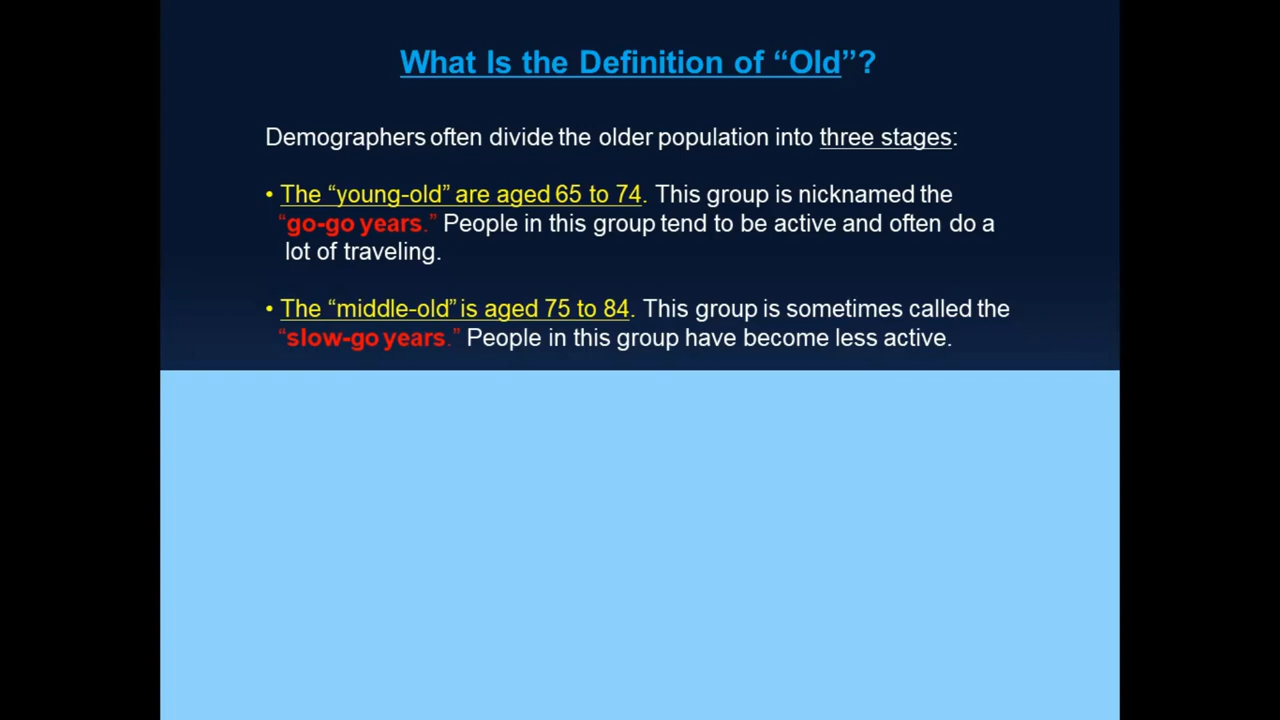 What Is the Definition of “Old”?
Demographers often divide the older population into three stages:
• The “young-old” are aged 65 to 74. This group is nicknamed the
“go-go years.” People in this group tend to be active and often do a
lot of traveling.
• The “middle-old” is aged 75 to 84. This group is sometimes called the
“slow-go years.” People in this group have become less active.